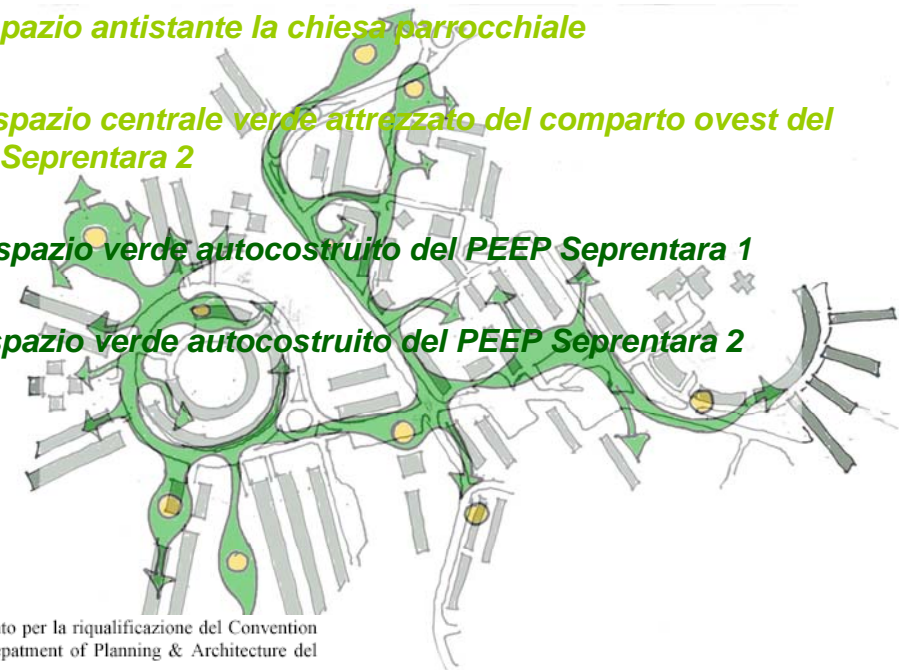 pazio antistante la chiesa parrocchiale
spazio centrale verde attrezzato del comparto ovest del
Seprentara 2
spazio verde autocostruito del PEEP Seprentara 1
spazio verde autocostruito del PEEP Seprentara 2
to per la riqualificazione del Convention
epatment of Planning & Architecture del